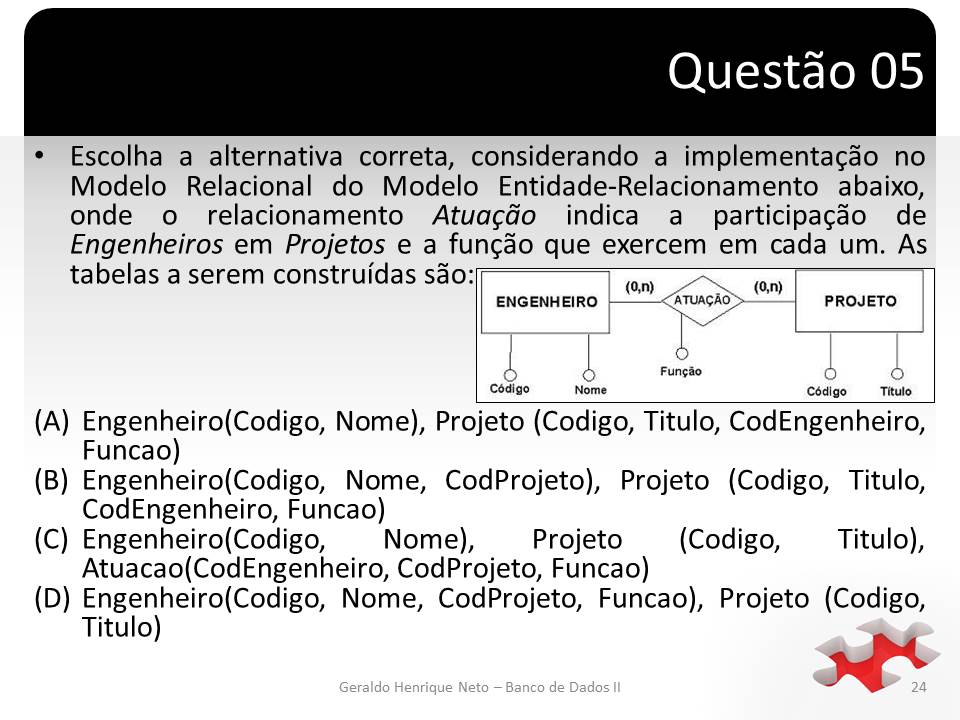 Questão 05
• Escolha a alternativa correta, considerando a implementação no
Modelo Relacional do Modelo Entidade-Relacionamento abaixo,
onde o relacionamento Atuação indica a participação de
Engenheiros em Projetos e a função que exercem em cada um. As
tabelas a serem construídas são:
(0,n) (0,n)
ENGENHEIRO ATUAÇÃO PROJETO
Função
Código Nome Código Título
(A) Engenheiro(Codigo, Nome), Projeto (Codigo, Titulo, CodEngenheiro,
Funcao)
(B) Engenheiro(Codigo, Nome, CodProjeto), Projeto (Codigo, Titulo,
CodEngenheiro, Funcao)
(C) Engenheiro(Codigo, Nome), Projeto (Codigo, Titulo),
Atuacao(CodEngenheiro, CodProjeto, Funcao)
(D) Engenheiro(Codigo, Nome, CodProjeto, Funcao), Projeto (Codigo,
Titulo)
Geraldo Henrique Neto – Banco de Dados II 24